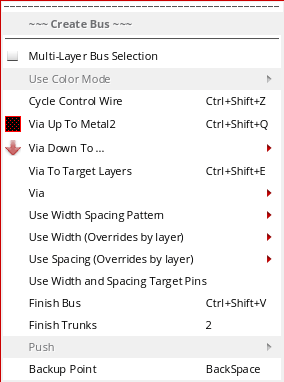 ~~~ Create Bus ~~~
Multi-Layer Bus Selection
Use Color Mode
Cycle Control Wire Ctrl+Shift+Z
Via Up To Metal2 Ctrl+Shift+Q
Via Down To ...
Via To Target Layers Ctrl+Shift+E
Via
Use Width Spacing Pattern
Use Width (Overrides by layer)
Use Spacing (Overrides by layer)
Use Width and Spacing Target Pins
Finish Bus Ctrl+Shift+V
Finish Trunks 2
Push
Backup Point BackSpace